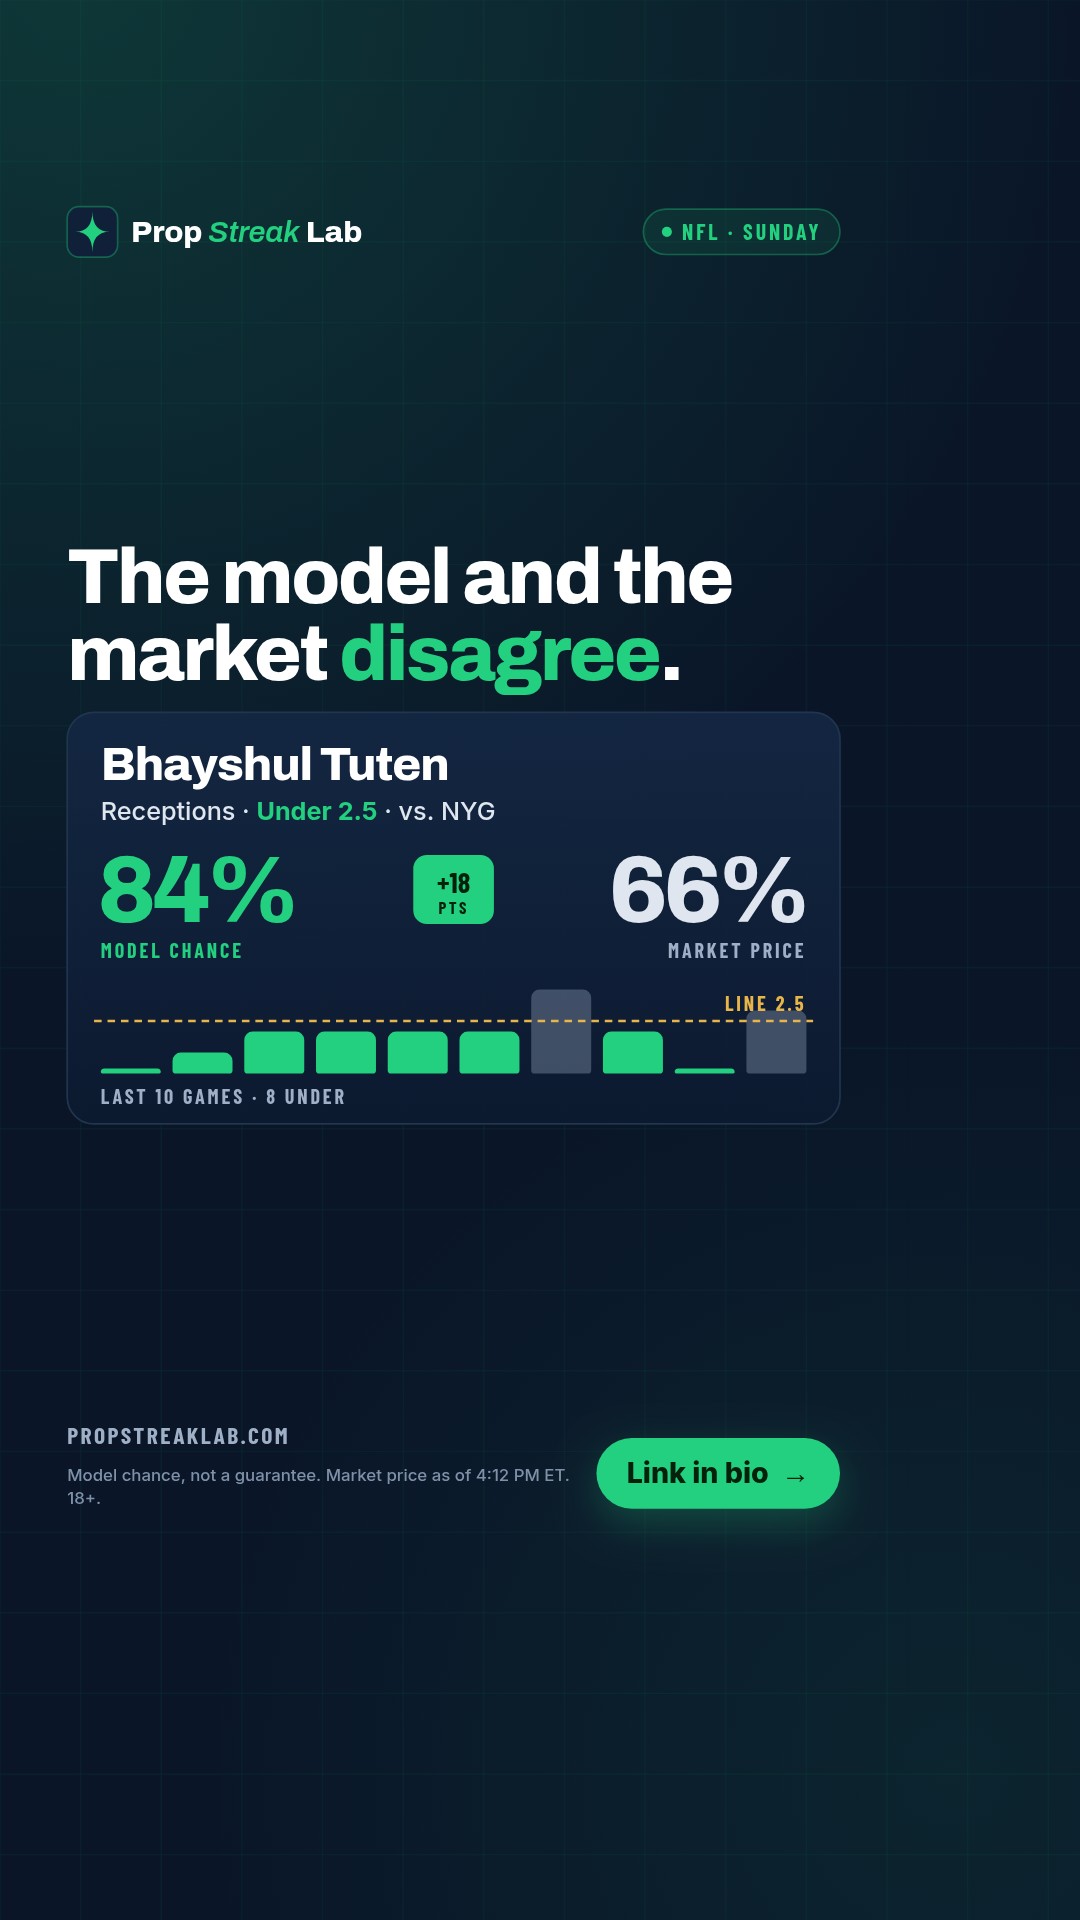 Prop Streak Lab
NFL · SUNDAY
The model and the
market disagree.
Bhayshul Tuten
Receptions · Under 2.5 · vs. NYG
84%
+18
PTS
66%
MODEL CHANCE
MARKET PRICE
LINE 2.5
LAST 10 GAMES · 8 UNDER
PROPSTREAKLAB.COM
Model chance, not a guarantee. Market price as of 4:12 PM ET.
18+.
Link in bio →